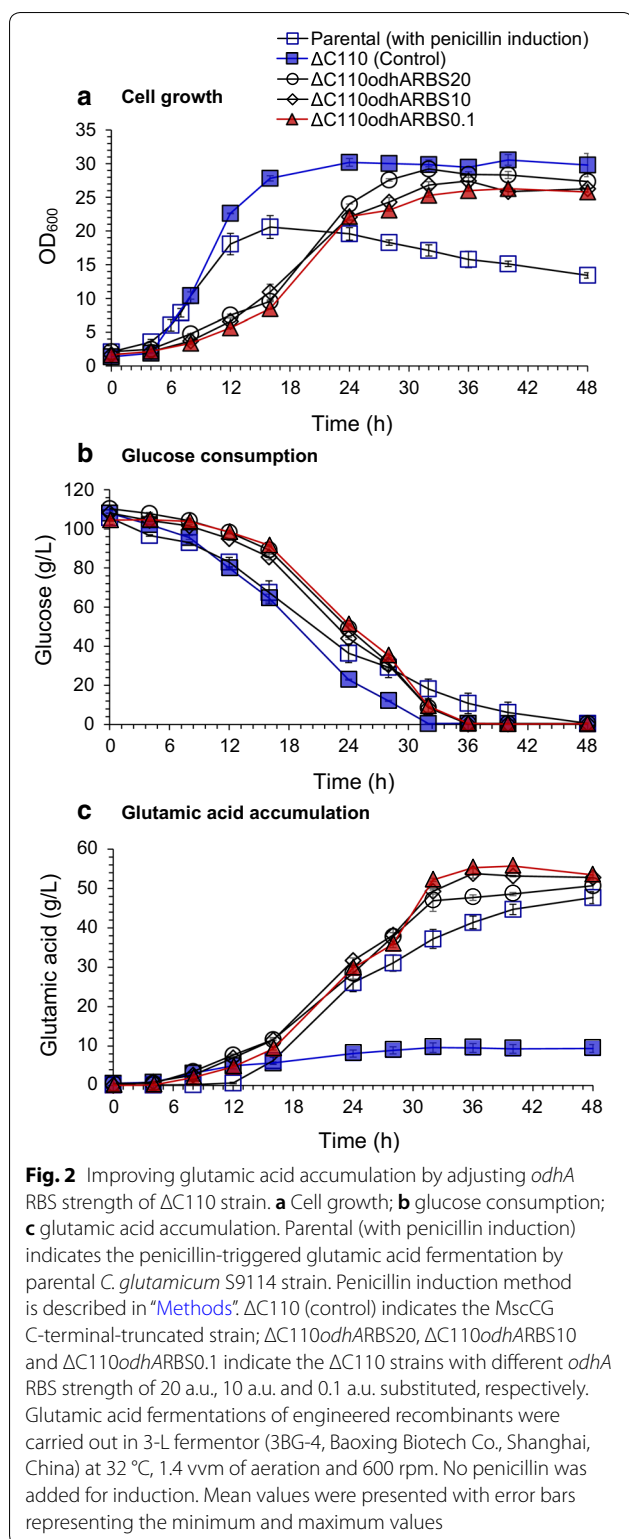 Parental (with penicillin induction)
ΔC110 (Control)
ΔC110odhARBS20
ΔC110odhARBS10
ΔC110odhARBS0.1
a Cell growth
35
30
25
20
15
10
5
0
OD600
0 6 12 18 24 30 36 42 48
Time (h)
b Glucose consumption
120
100
80
60
40
20
0
Glucose (g/L)
0 6 12 18 24 30 36 42 48
Time (h)
c Glutamic acid accumulation
60
50
40
30
20
10
0
Glutamic acid (g/L)
0 6 12 18 24 30 36 42 48
Time (h)
Fig. 2 Improving glutamic acid accumulation by adjusting odhA
RBS strength of ΔC110 strain. a Cell growth; b glucose consumption;
c glutamic acid accumulation. Parental (with penicillin induction)
indicates the penicillin-triggered glutamic acid fermentation by
parental C. glutamicum S9114 strain. Penicillin induction method
is described in “Methods”. ΔC110 (control) indicates the MscCG
C-terminal-truncated strain; ΔC110odhARBS20, ΔC110odhARBS10
and ΔC110odhARBS0.1 indicate the ΔC110 strains with different odhA
RBS strength of 20 a.u., 10 a.u. and 0.1 a.u. substituted, respectively.
Glutamic acid fermentations of engineered recombinants were
carried out in 3-L fermentor (3BG-4, Baoxing Biotech Co., Shanghai,
China) at 32 °C, 1.4 vvm of aeration and 600 rpm. No penicillin was
added for induction. Mean values were presented with error bars
representing the minimum and maximum values